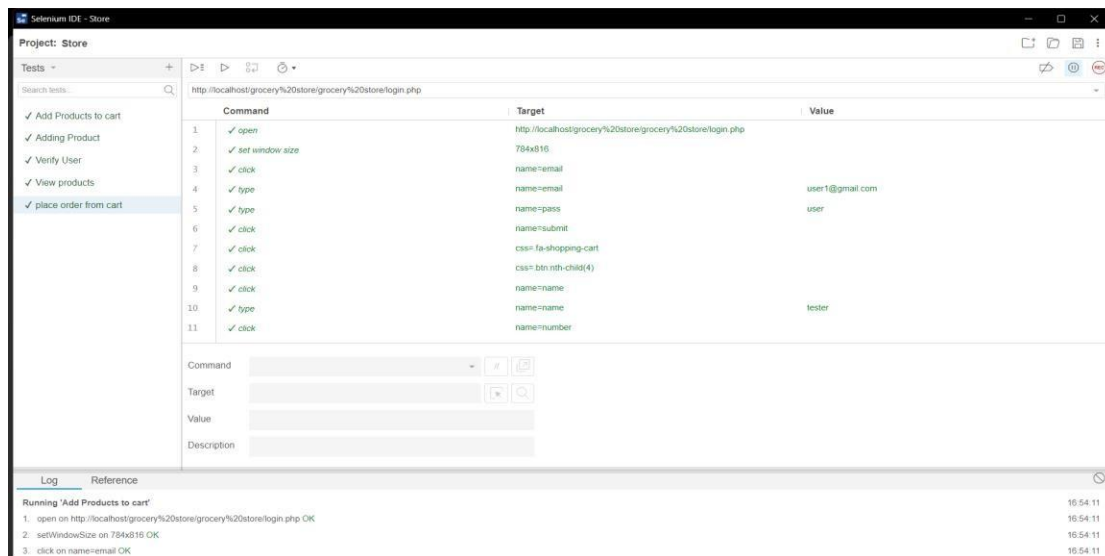 Selenium IDE - Store
Project: Store
Tests
Search tests...
http://localhost/grocery%20store/grocery%20store/login.php
REC
✓ Add Products to cart
✓ Adding Product
✓ Verify User
✓ View products
✓ place order from cart
Command Target Value
1 ✓ open http://localhost/grocery%20store/grocery%20store/login.php
2 ✓ set window size 784x816
3 ✓ click name=email
4 ✓ type name=email user1@gmail.com
5 ✓ type name=pass user
6 ✓ click name=submit
7 ✓ click css=.fa-shopping-cart
8 ✓ click css=.btn:nth-child(4)
9 ✓ click name=name
10 ✓ type name=name tester
11 ✓ click name=number
Command
//
Target
Value
Description
Log Reference
Running 'Add Products to cart' 16:54:11
1. open on http://localhost/grocery%20store/grocery%20store/login.php OK 16:54:11
2. setWindowSize on 784x816 OK 16:54:11
3. click on name=email OK 16:54:11